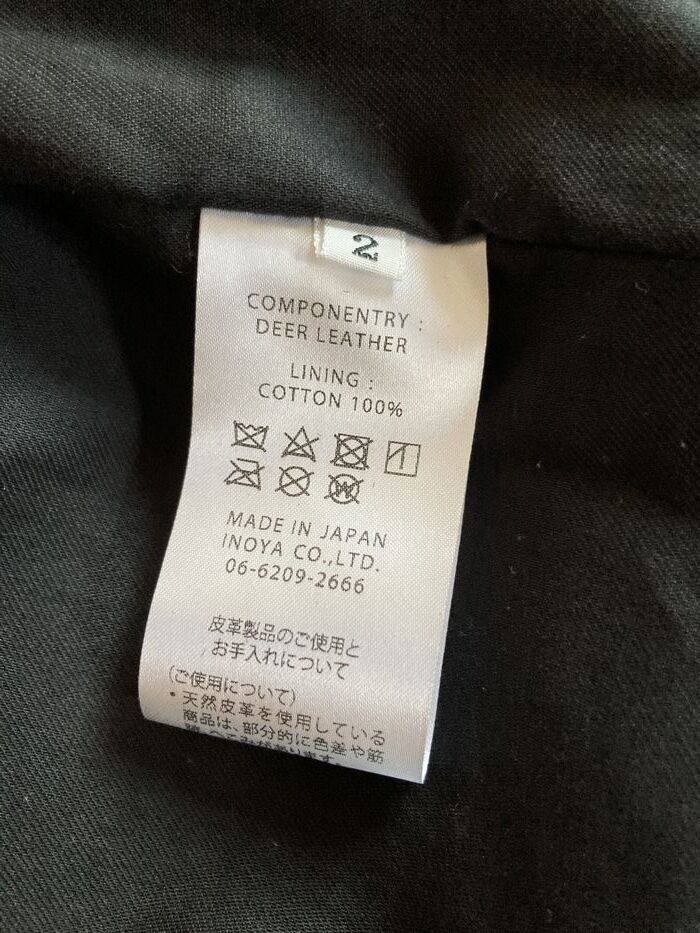 2
COMPONENTRY :
DEER LEATHER
LINING :
COTTON 100%
W
MADE IN JAPAN
INOYA CO.,LTD.
06-6209-2666
皮革製品のご使用と
お手入れについて
(ご使用について)
・天然皮革を使用している
商品は、部分的に色差や筋